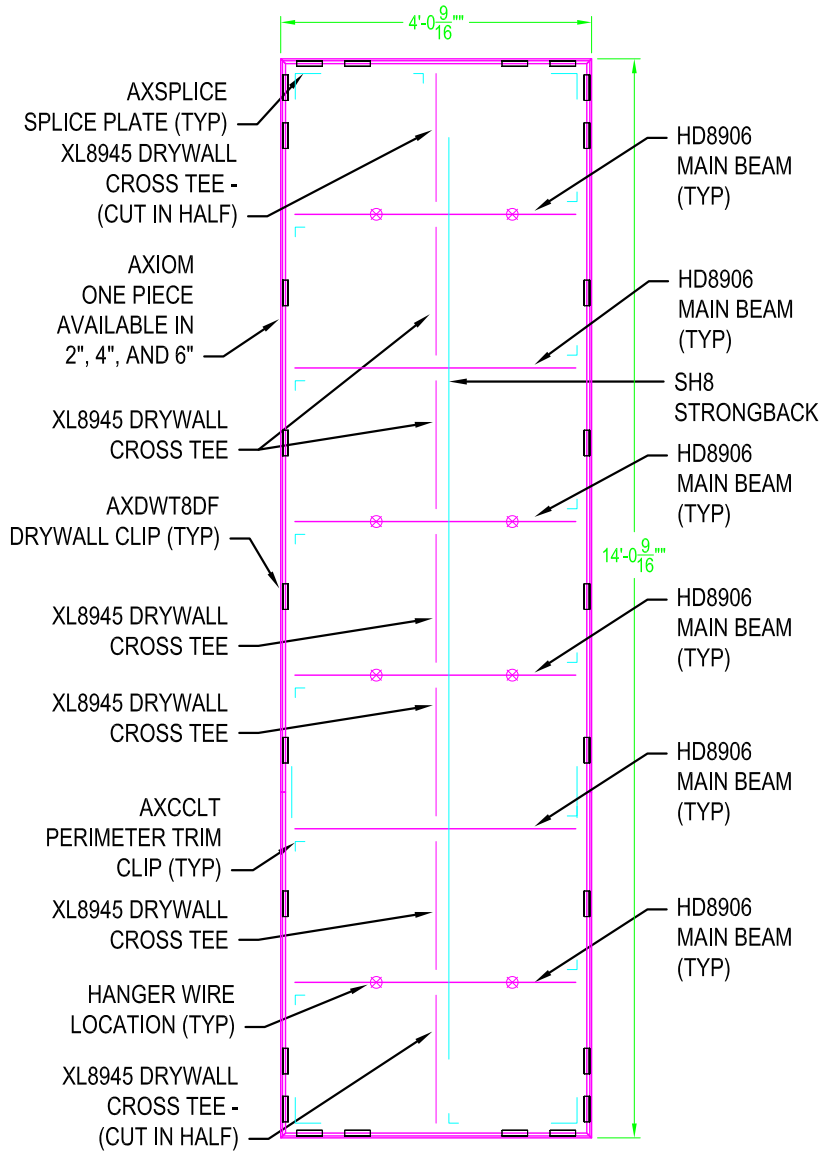 4'-0 9/16""
AXSPLICE
SPLICE PLATE (TYP)
XL8945 DRYWALL
CROSS TEE -
(CUT IN HALF)
AXIOM
ONE PIECE
AVAILABLE IN
2", 4", AND 6"
XL8945 DRYWALL
CROSS TEE
AXDWT8DF
DRYWALL CLIP (TYP)
XL8945 DRYWALL
CROSS TEE
XL8945 DRYWALL
CROSS TEE
AXCCLT
PERIMETER TRIM
CLIP (TYP)
XL8945 DRYWALL
CROSS TEE
HANGER WIRE
LOCATION (TYP)
XL8945 DRYWALL
CROSS TEE -
(CUT IN HALF)
HD8906
MAIN BEAM
(TYP)
HD8906
MAIN BEAM
(TYP)
SH8
STRONGBACK
HD8906
MAIN BEAM
(TYP)
14'-0 9/16""
HD8906
MAIN BEAM
(TYP)
HD8906
MAIN BEAM
(TYP)
HD8906
MAIN BEAM
(TYP)